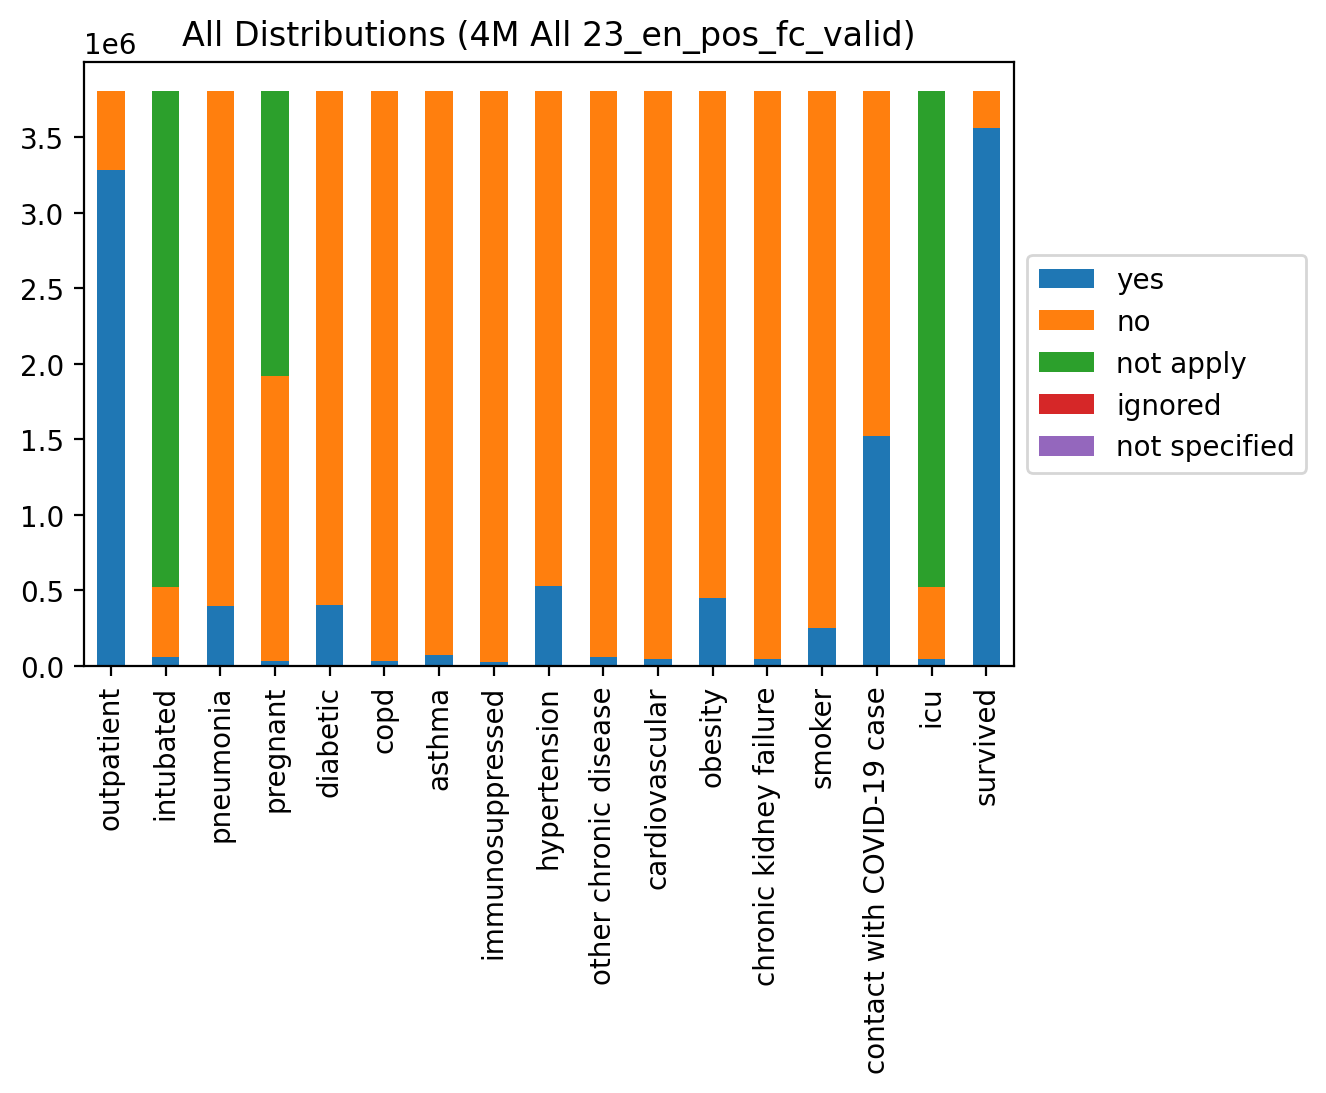 All Distributions (4M All 23_en_pos_fc_valid)
1e6
3.5
3.0
2.5
2.0
1.5
1.0
0.5
0.0
outpatient
intubated
pneumonia
pregnant
diabetic
copd
asthma
immunosuppressed
hypertension
other chronic disease
cardiovascular
obesity
chronic kidney failure
smoker
contact with COVID-19 case
icu
survived
yes
no
not apply
ignored
not specified